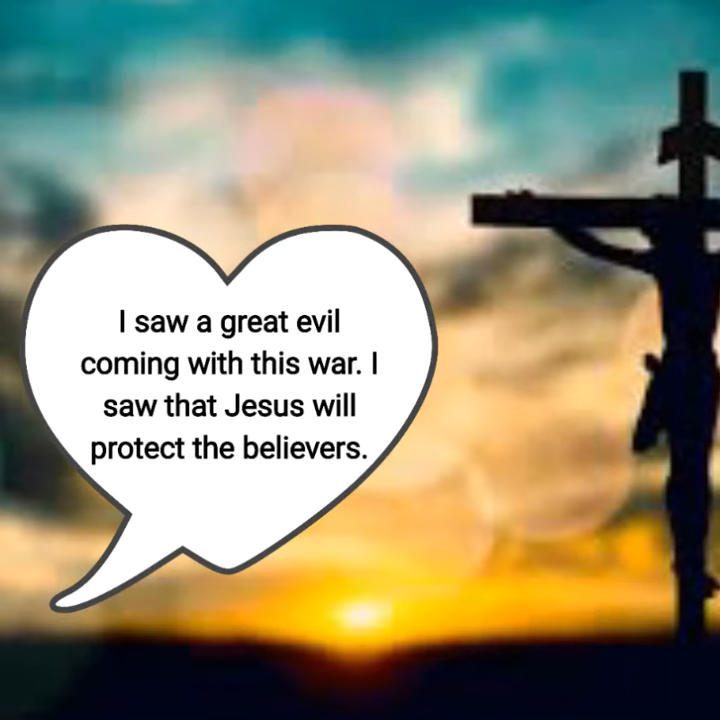 I saw a great evil
coming with this war. I
saw that Jesus will
protect the believers.